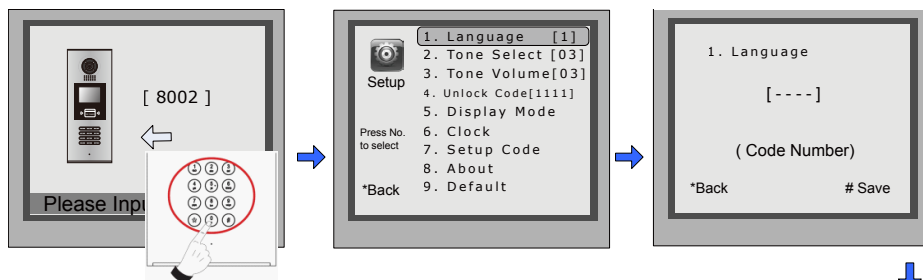 [ 8002 ]
Please Inp
1. Language [1]
2. Tone Select [03]
3. Tone Volume[03]
4. Unlock Code[1111]
5. Display Mode
6. Clock
7. Setup Code
8. About
9. Default
Setup
Press No.
to select
*Back
1. Language
[----]
( Code Number)
*Back # Save